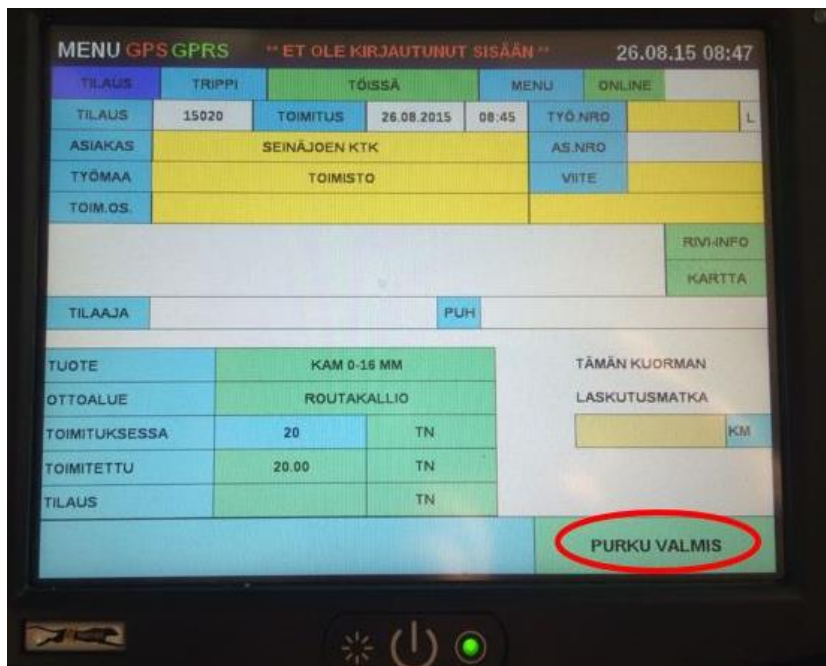 MENU GPS GPRS ** ET OLE KIRJAUTUNUT SISÄÄN ** 26.08.15 08:47
TILAUS TRIPPI TÖISSÄ MENU ONLINE
TILAUS 15020 TOIMITUS 26.08.2015 08:45 TYÖ.NRO L
ASIAKAS SEINÄJOEN KTK AS.NRO
TYÖMAA TOIMISTO VIITE
TOIM.OS.
RIVI-INFO
KARTTA
TILAAJA PUH
TUOTE KAM 0-16 MM TÄMÄN KUORMAN
OTTOALUE ROUTAKALLIO LASKUTUSMATKA
TOIMITUKSESSA 20 TN KM
TOIMITETTU 20.00 TN
TILAUS TN
PURKU VALMIS